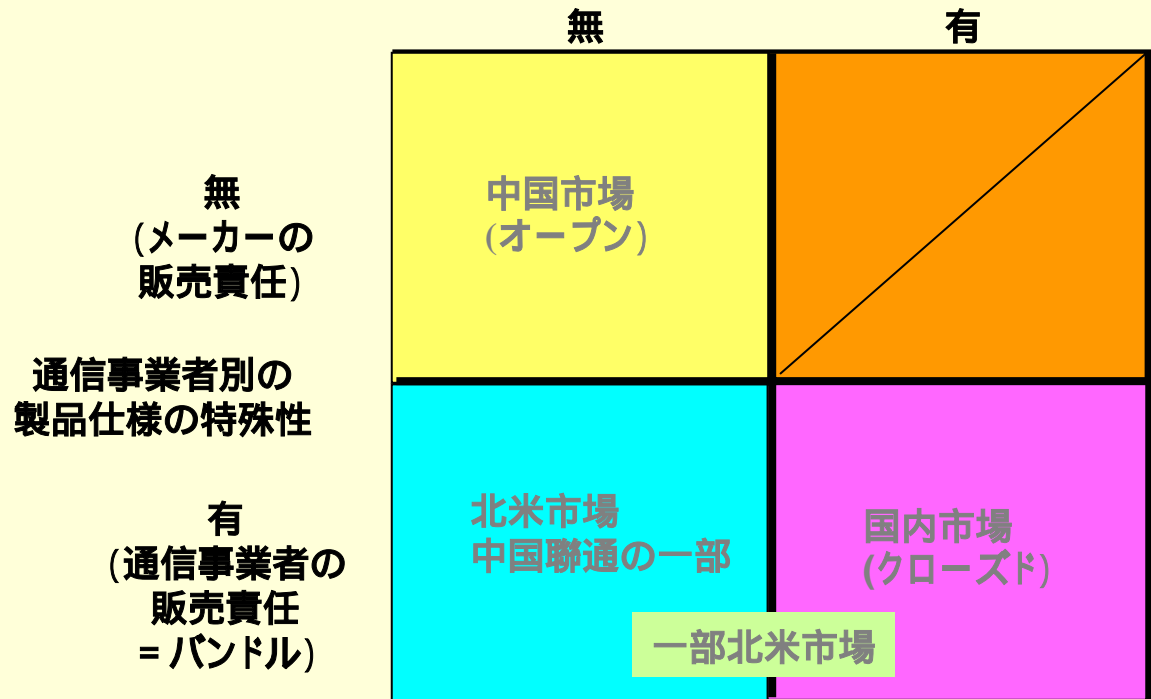 無
有
無
(メーカーの
販売責任)
中国市場
(オープン)
通信事業者別の
製品仕様の特殊性
有
(通信事業者の
販売責任
=バンドル)
北米市場
中国聯通の一部
国内市場
(クローズド)
一部北米市場